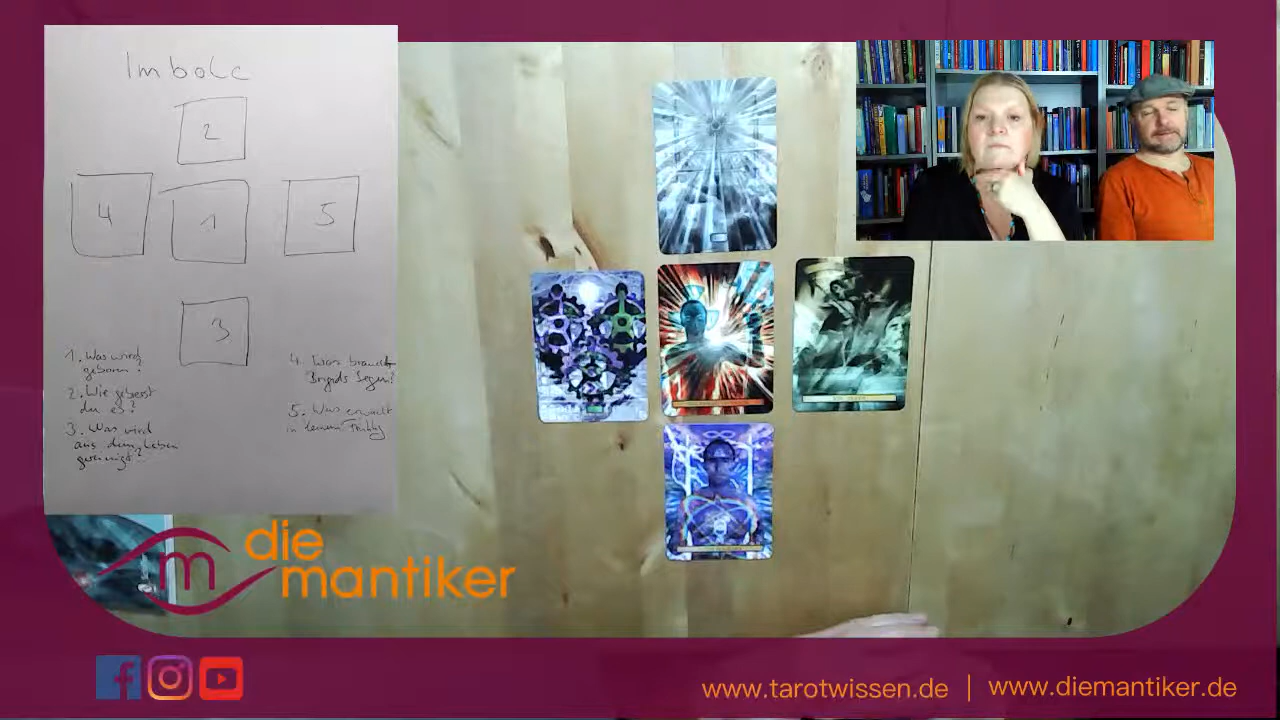 Imbolc
2
4
1
5
3
1. Was wird
geboren?
2. Wie gebierst
du es?
3. Was wird
aus dem Leben
gereinigt?
4. Was braucht
Brigids Segen?
5. Was erwacht
in deinem Frühling
die
mantiker
m
www.tarotwissen.de | www.diemantiker.de